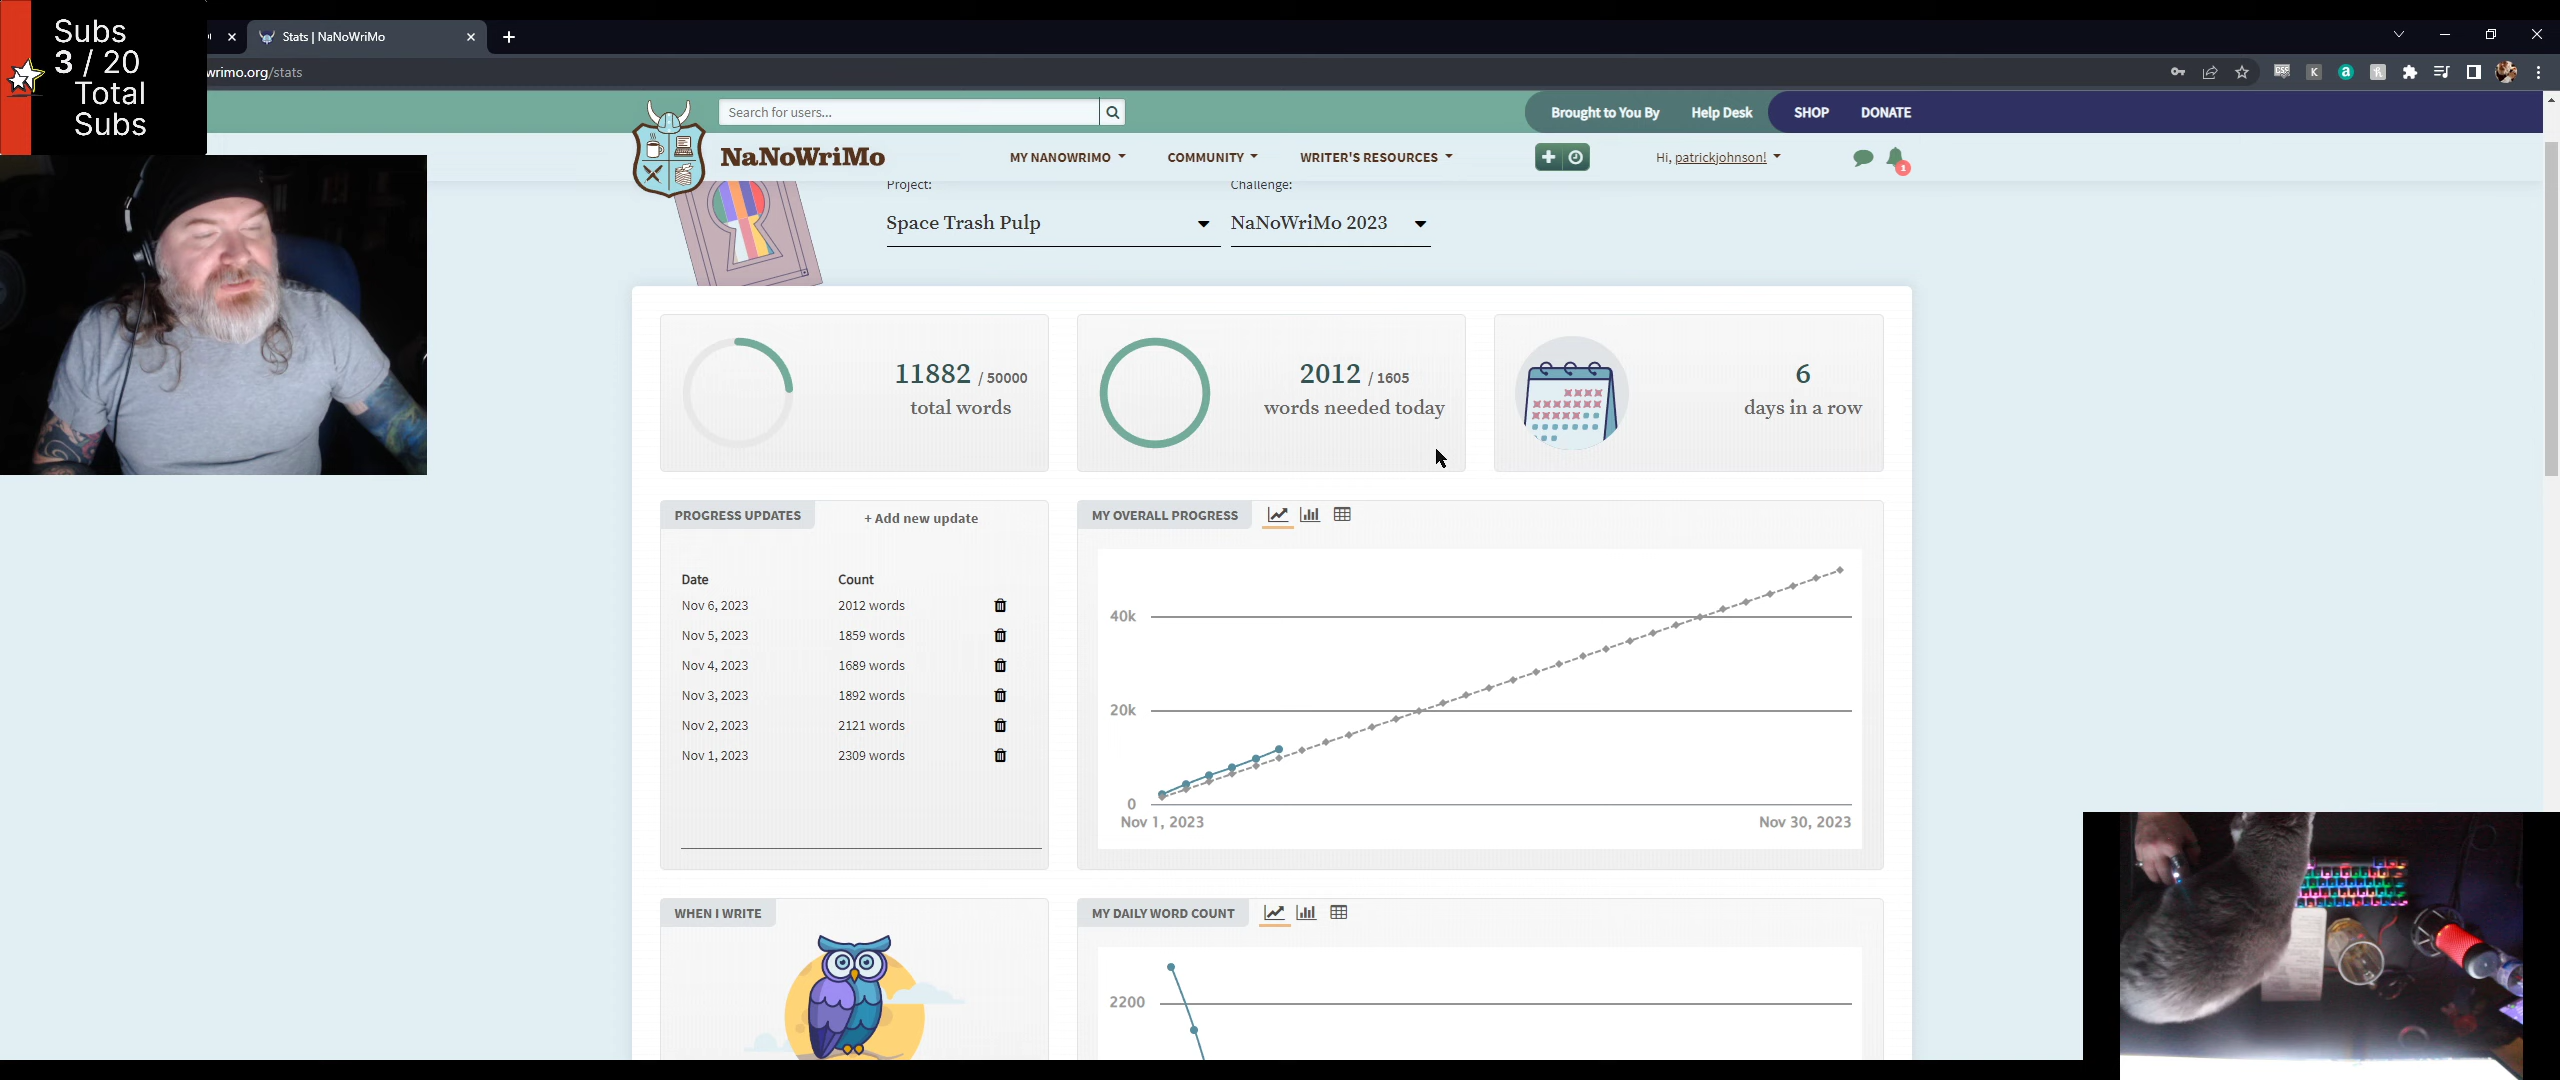 Subs
3 / 20
Total
Subs
Stats | NaNoWriMo
wrimo.org/stats
Search for users...
Brought to You By
Help Desk
SHOP
DONATE
NaNoWriMo
MY NANOWRIMO
COMMUNITY
WRITER'S RESOURCES
Hi, patrickjohnson!
1
Project:
Challenge:
Space Trash Pulp
NaNoWriMo 2023
11882 / 50000
total words
2012 / 1605
words needed today
6
days in a row
PROGRESS UPDATES
+ Add new update
Date Count
Nov 6, 2023 2012 words
Nov 5, 2023 1859 words
Nov 4, 2023 1689 words
Nov 3, 2023 1892 words
Nov 2, 2023 2121 words
Nov 1, 2023 2309 words
MY OVERALL PROGRESS
40k
20k
0
Nov 1, 2023
Nov 30, 2023
WHEN I WRITE
MY DAILY WORD COUNT
2200